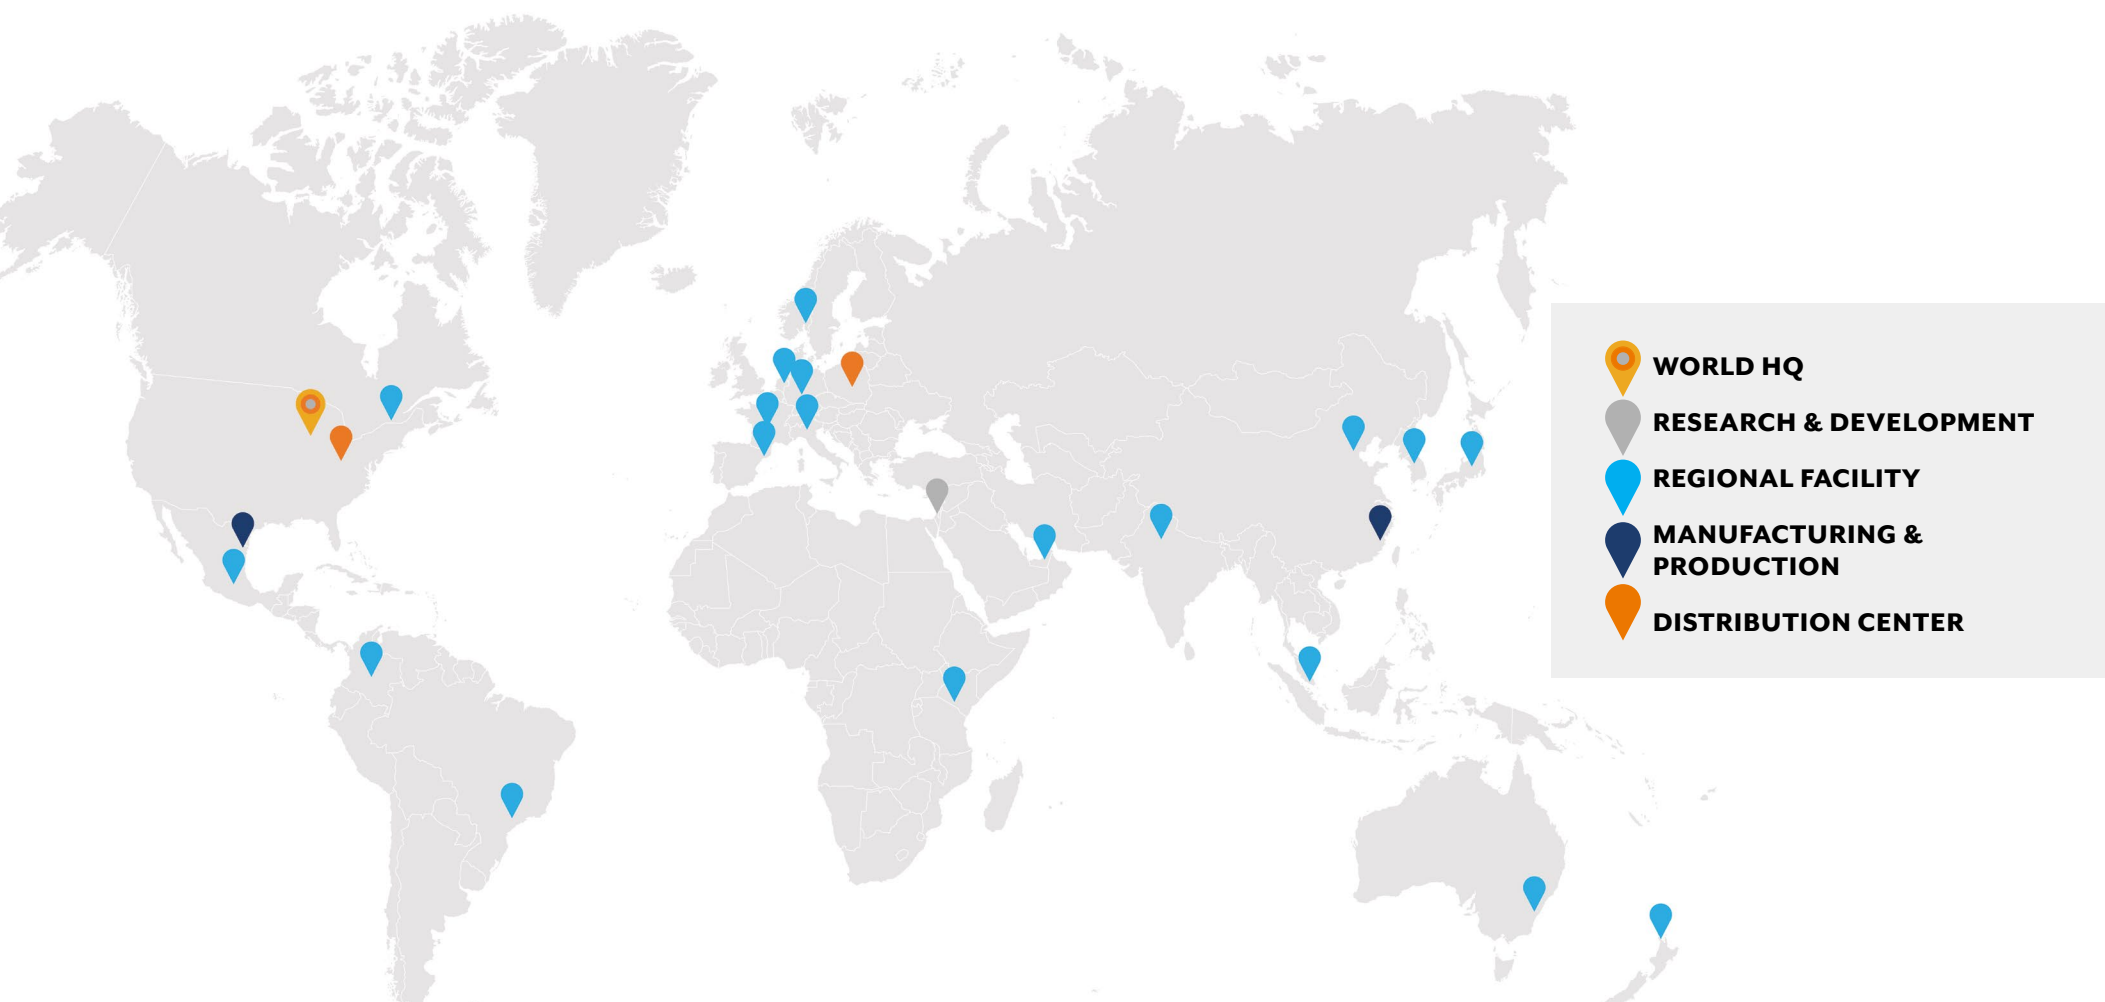 WORLD HQ
RESEARCH & DEVELOPMENT
REGIONAL FACILITY
MANUFACTURING &
PRODUCTION
DISTRIBUTION CENTER